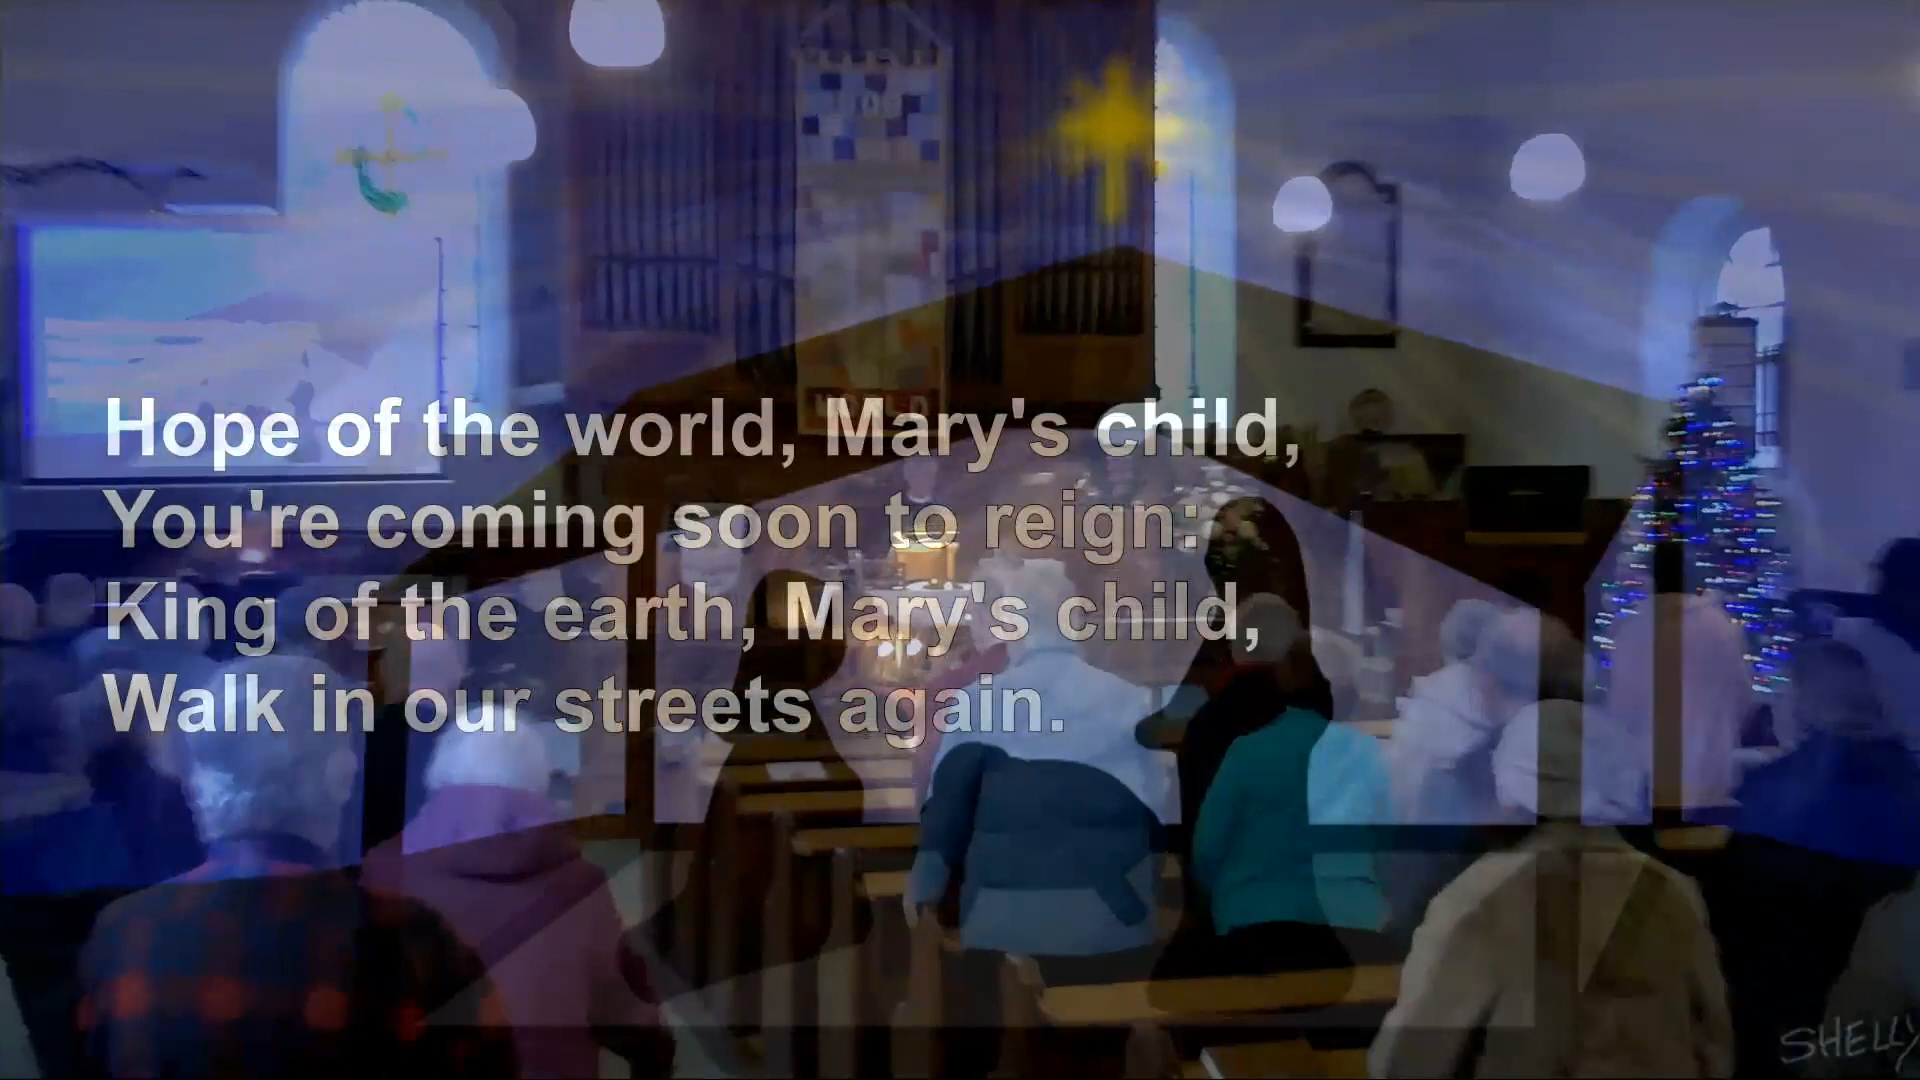 Hope of the world, Mary's child,
You're coming soon to reign:
King of the earth, Mary's child,
Walk in our streets again.
SHELLY